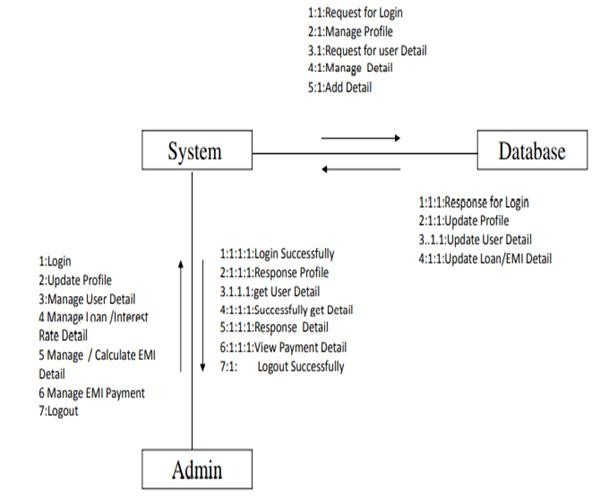 1:1:Request for Login
2:1:Manage Profile
3.1:Request for user Detail
4:1:Manage Detail
5:1:Add Detail
System
Database
1:1:1:Response for Login
2:1:1:Update Profile
3..1.1:Update User Detail
4:1:1:Update Loan/EMI Detail
1:Login
2:Update Profile
3:Manage User Detail
4 Manage Loan /Interest
Rate Detail
5 Manage / Calculate EMI
Detail
6 Manage EMI Payment
7:Logout
1:1:1:1:Login Successfully
2:1:1:1:Response Profile
3.1.1.1:get User Detail
4:1:1:1:Successfully get Detail
5:1:1:1:Response Detail
6:1:1:1:View Payment Detail
7:1: Logout Successfully
Admin